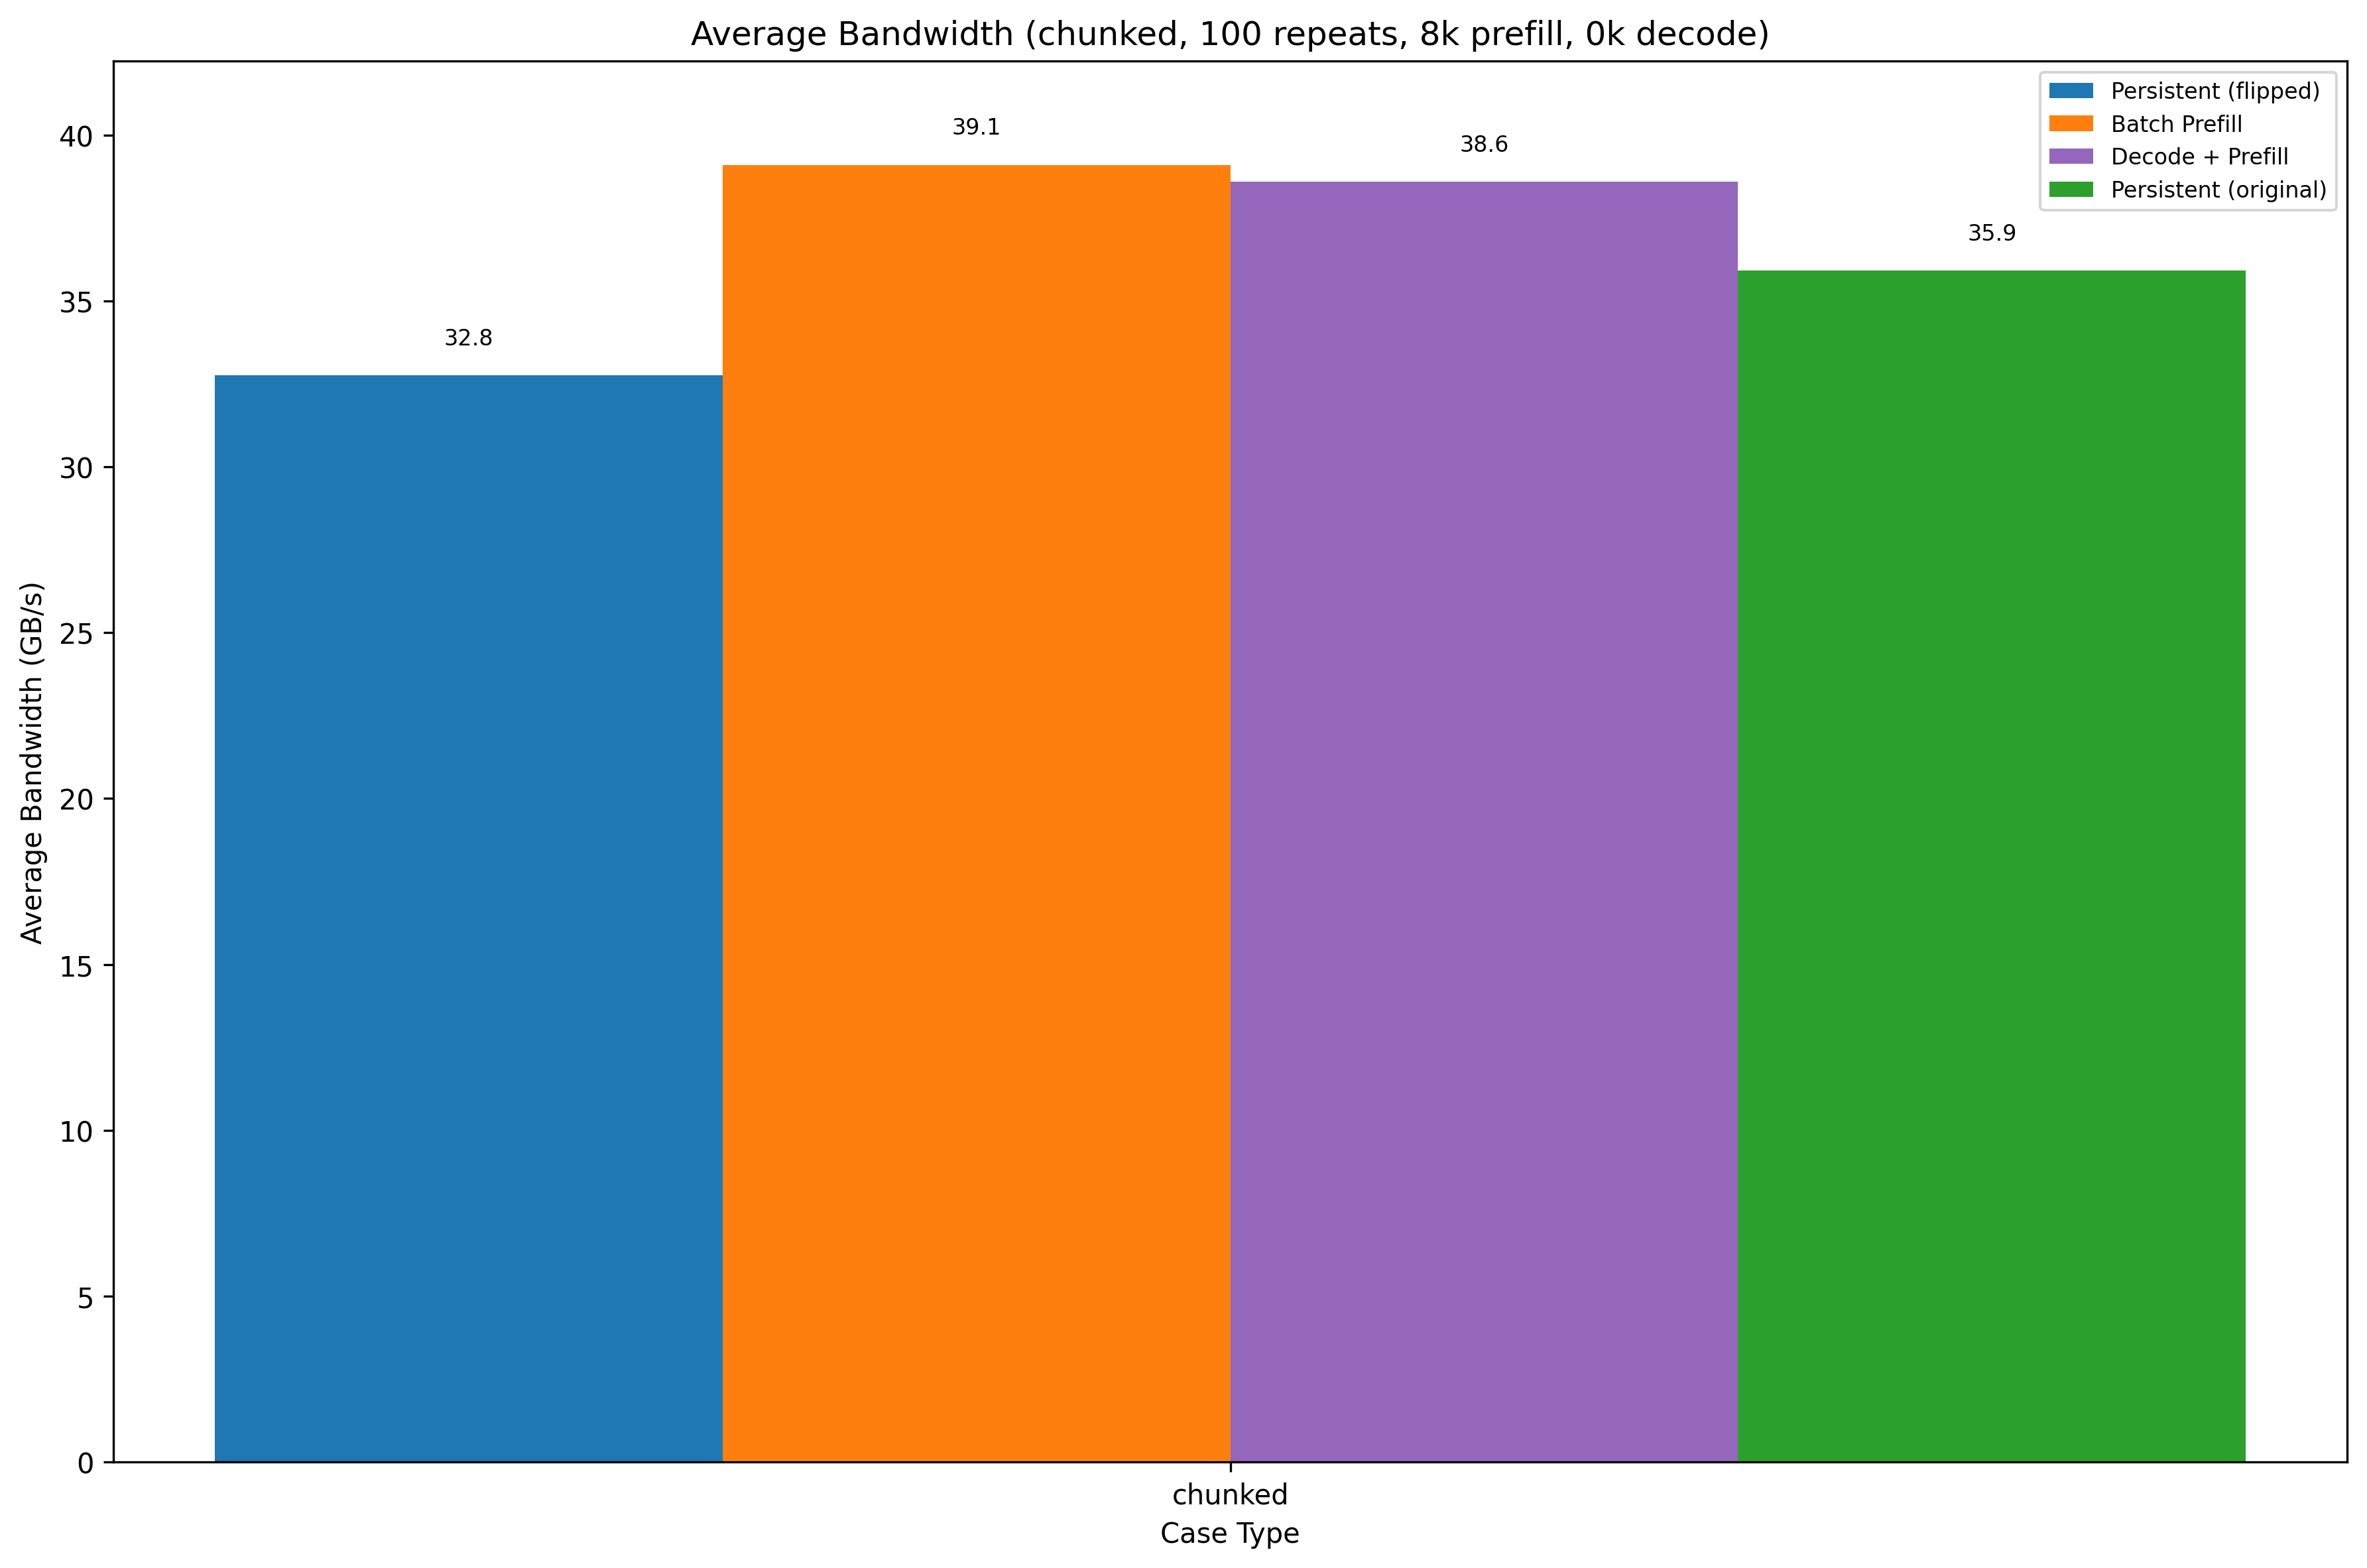 Average Bandwidth (chunked, 100 repeats, 8k prefill, 0k decode)
Persistent (flipped)
Batch Prefill
Decode + Prefill
Persistent (original)
39.1
38.6
35.9
32.8
40
35
30
25
20
15
10
5
0
Average Bandwidth (GB/s)
chunked
Case Type